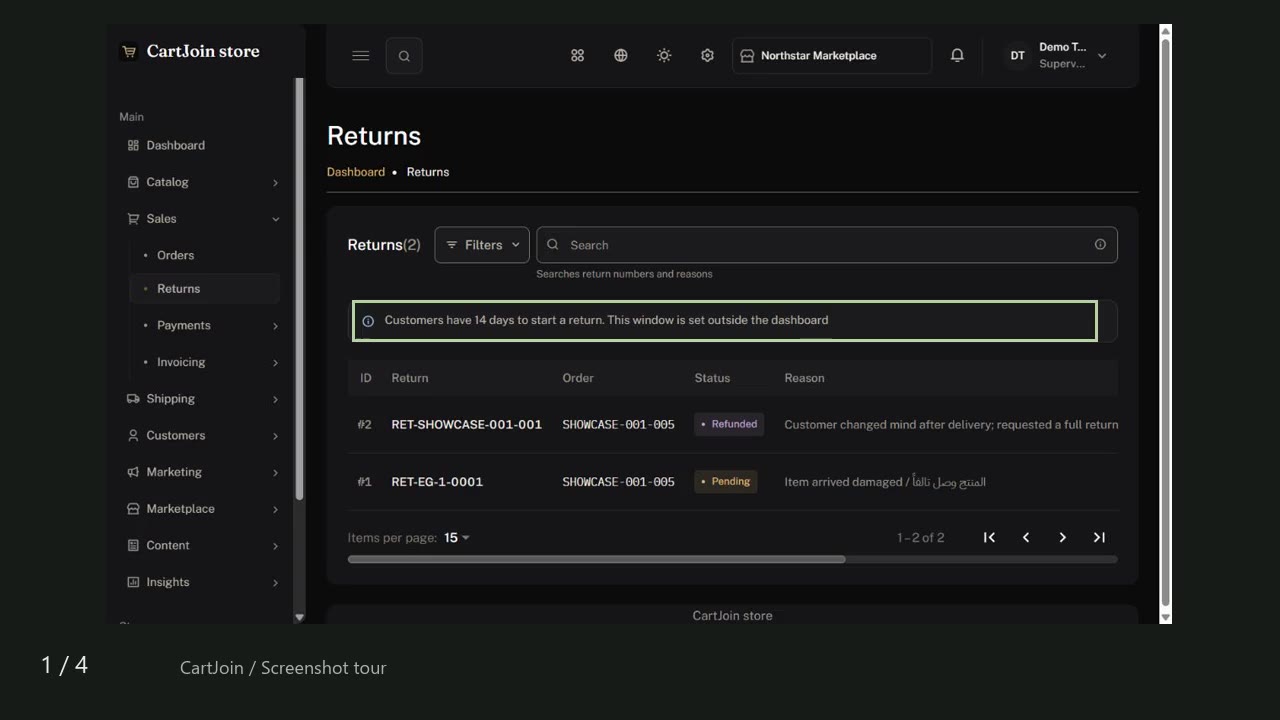 CartJoin store
Northstar Marketplace
DT
Demo T...
Superv...
Main
Dashboard
Catalog
Sales
Orders
Returns
Payments
Invoicing
Shipping
Customers
Marketing
Marketplace
Content
Insights
Returns
Dashboard • Returns
Returns(2)
Filters
Search
Searches return numbers and reasons
Customers have 14 days to start a return. This window is set outside the dashboard
ID Return Order Status Reason
#2 RET-SHOWCASE-001-001 SHOWCASE-001-005 • Refunded Customer changed mind after delivery; requested a full return
#1 RET-EG-1-0001 SHOWCASE-001-005 • Pending Item arrived damaged / المنتج وصل تالفاً
Items per page: 15 1 – 2 of 2
CartJoin store
1 / 4 CartJoin / Screenshot tour